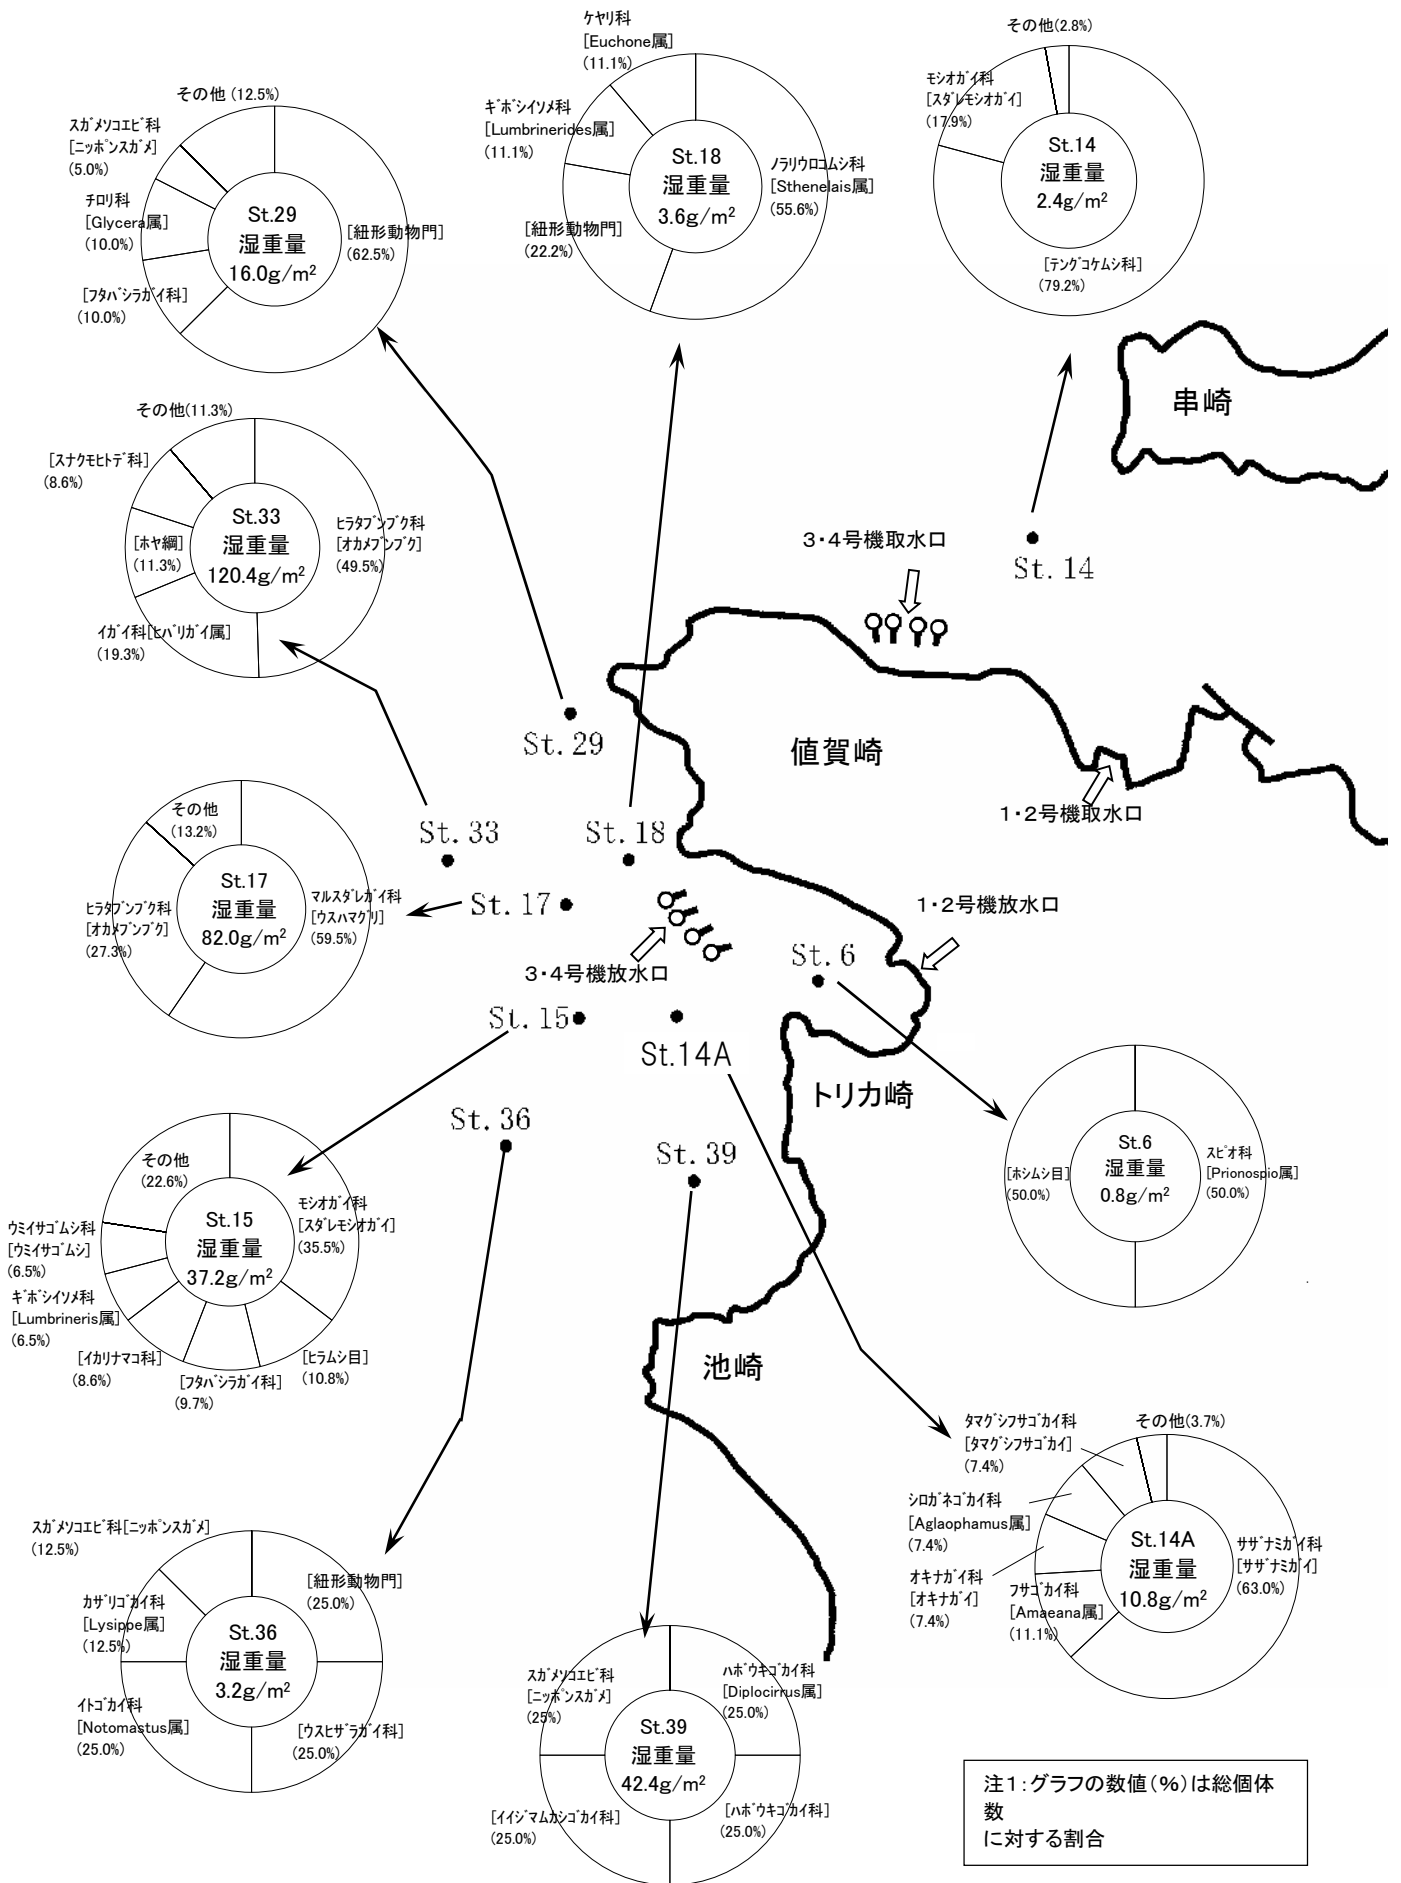 ケヤリ科
[Euchone属]
(11.1%)
ｷﾞﾎﾞｼｲｿﾒ科
[Lumbrinerides属]
(11.1%)
[紐形動物門]
(22.2%)
St.18
湿重量
3.6g/m²
ﾉﾗﾘｳﾛｺﾑｼ科
[Sthenelais属]
(55.6%)
その他(2.8%)
ﾓｼｵｶﾞｲ科
[ｽﾀﾞﾚﾓｼｵｶﾞｲ]
(17.9%)
St.14
湿重量
2.4g/m²
[ﾃﾝｸﾞｺｹﾑｼ科]
(79.2%)
その他 (12.5%)
ｽｶﾞﾒｿｺｴﾋﾞ科
[ﾆｯﾎﾟﾝｽｶﾞﾒ]
(5.0%)
ﾁﾛﾘ科
[Glycera属]
(10.0%)
[ﾌﾀﾊﾞｼﾗｶﾞｲ科]
(10.0%)
St.29
湿重量
16.0g/m²
[紐形動物門]
(62.5%)
串崎
その他(11.3%)
[スナクモヒトデ科]
(8.6%)
[ホヤ綱]
(11.3%)
ｲｶﾞｲ科[ﾋﾊﾞﾘｶﾞｲ属]
(19.3%)
St.33
湿重量
120.4g/m²
ﾋﾗﾀﾌﾞﾝﾌﾞｸ科
[ｵｶﾒﾌﾞﾝﾌﾞｸ]
(49.5%)
3・4号機取水口
St.14
St.29
値賀崎
1・2号機取水口
St.33
St.18
St.17
3・4号機放水口
1・2号機放水口
St.6
St.15
St.14A
トリカ崎
St.36
St.39
池崎
その他
(13.2%)
ﾋﾗﾀﾌﾞﾝﾌﾞｸ科
[ｵｶﾒﾌﾞﾝﾌﾞｸ]
(27.3%)
St.17
湿重量
82.0g/m²
ﾏﾙｽﾀﾞﾚｶﾞｲ科
[ｳｽﾊﾏｸﾞﾘ]
(59.5%)
[ﾎｼﾑｼ目]
(50.0%)
St.6
湿重量
0.8g/m²
ｽﾋﾟｵ科
[Prionospio属]
(50.0%)
その他
(22.6%)
ｳﾐｲｻｺﾞﾑｼ科
[ｳﾐｲｻｺﾞﾑｼ]
(6.5%)
ｷﾞﾎﾞｼｲｿﾒ科
[Lumbrineris属]
(6.5%)
[ｲｶﾘﾅﾏｺ科]
(8.6%)
[ﾌﾀﾊﾞｼﾗｶﾞｲ科]
(9.7%)
[ﾋﾗﾑｼ目]
(10.8%)
St.15
湿重量
37.2g/m²
ﾓｼｵｶﾞｲ科
[ｽﾀﾞﾚﾓｼｵｶﾞｲ]
(35.5%)
ﾀﾏｸﾞｼﾌｻｺﾞｶｲ科
[ﾀﾏｸﾞｼﾌｻｺﾞｶｲ]
(7.4%)
その他(3.7%)
ｼﾛｶﾞﾈｺﾞｶｲ科
[Aglaophamus属]
(7.4%)
ｵｷﾅｶﾞｲ科
[ｵｷﾅｶﾞｲ]
(7.4%)
ﾌｻｺﾞｶｲ科
[Amaeana属]
(11.1%)
St.14A
湿重量
10.8g/m²
ｻｻﾞﾅﾐｶﾞｲ科
[ｻｻﾞﾅﾐｶﾞｲ]
(63.0%)
ｽｶﾞﾒｿｺｴﾋﾞ科[ﾆｯﾎﾟﾝｽｶﾞﾒ]
(12.5%)
ｶｻﾞﾘｺﾞｶｲ科
[Lysippe属]
(12.5%)
ｲﾄｺﾞｶｲ科
[Notomastus属]
(25.0%)
St.36
湿重量
3.2g/m²
[紐形動物門]
(25.0%)
[ｳｽﾋｻﾞﾗｶﾞｲ科]
(25.0%)
ｽｶﾞﾒｿｺｴﾋﾞ科
[ﾆｯﾎﾟﾝｽｶﾞﾒ]
(25%)
[ｲｲｼﾞﾏﾑｶｼｺﾞｶｲ科]
(25.0%)
St.39
湿重量
42.4g/m²
ﾊﾎﾞｳｷｺﾞｶｲ科
[Diplocirrus属]
(25.0%)
[ﾊﾎﾞｳｷｺﾞｶｲ科]
(25.0%)
注1：グラフの数値(%)は総個体
数
に対する割合